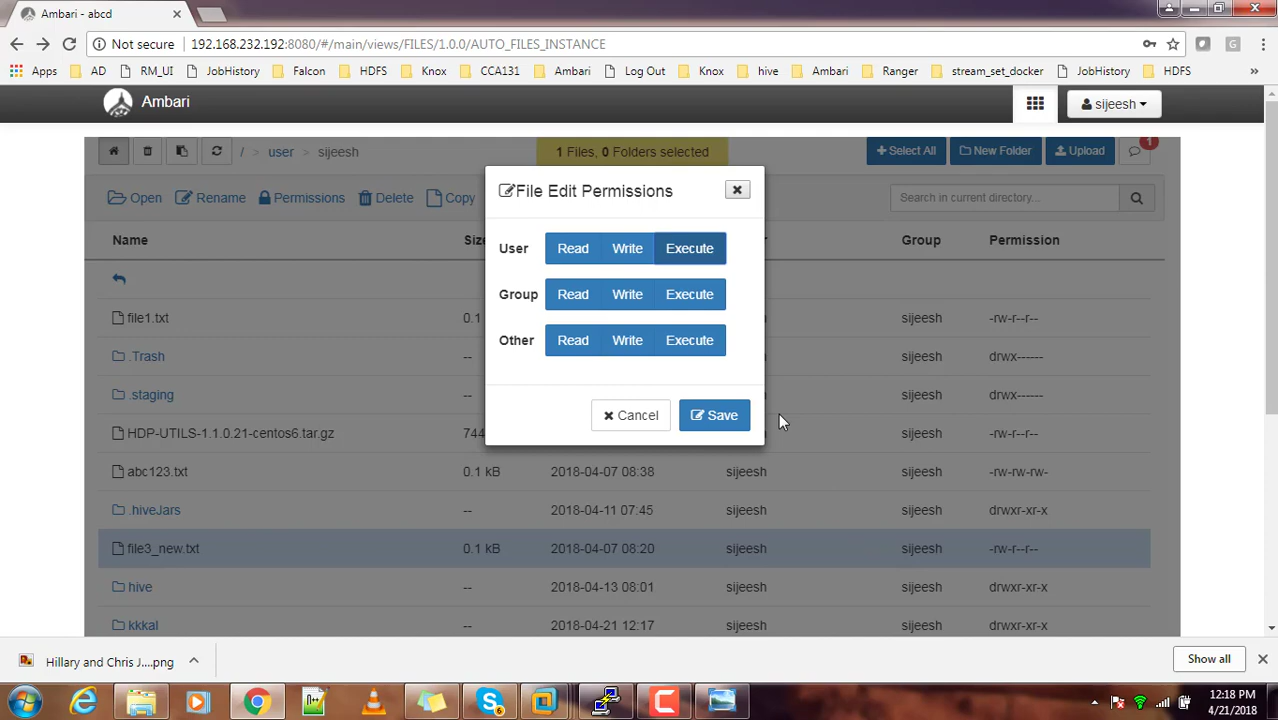 Ambari - abcd
Not secure 192.168.232.192:8080/#/main/views/FILES/1.0.0/AUTO_FILES_INSTANCE
Apps AD RM_UI JobHistory Falcon HDFS Knox CCA131 Ambari Log Out Knox hive Ambari Ranger stream_set_docker JobHistory HDFS »
Ambari sijeesh
/ > user > sijeesh 1 Files, 0 Folders selected + Select All New Folder Upload 1
Open Rename Permissions Delete Copy Search in current directory...
File Edit Permissions
Name Group Permission
User Read Write Execute
Group Read Write Execute
Other Read Write Execute
Cancel Save
file1.txt 0.1 sijeesh -rw-r--r--
.Trash -- sijeesh drwx------
.staging -- sijeesh drwx------
HDP-UTILS-1.1.0.21-centos6.tar.gz 744 sijeesh -rw-r--r--
abc123.txt 0.1 kB 2018-04-07 08:38 sijeesh sijeesh -rw-rw-rw-
.hiveJars -- 2018-04-11 07:45 sijeesh sijeesh drwxr-xr-x
file3_new.txt 0.1 kB 2018-04-07 08:20 sijeesh sijeesh -rw-r--r--
hive -- 2018-04-13 08:01 sijeesh sijeesh drwxr-xr-x
kkkal -- 2018-04-21 12:17 sijeesh sijeesh drwxr-xr-x
Hillary and Chris J....png Show all
12:18 PM
4/21/2018